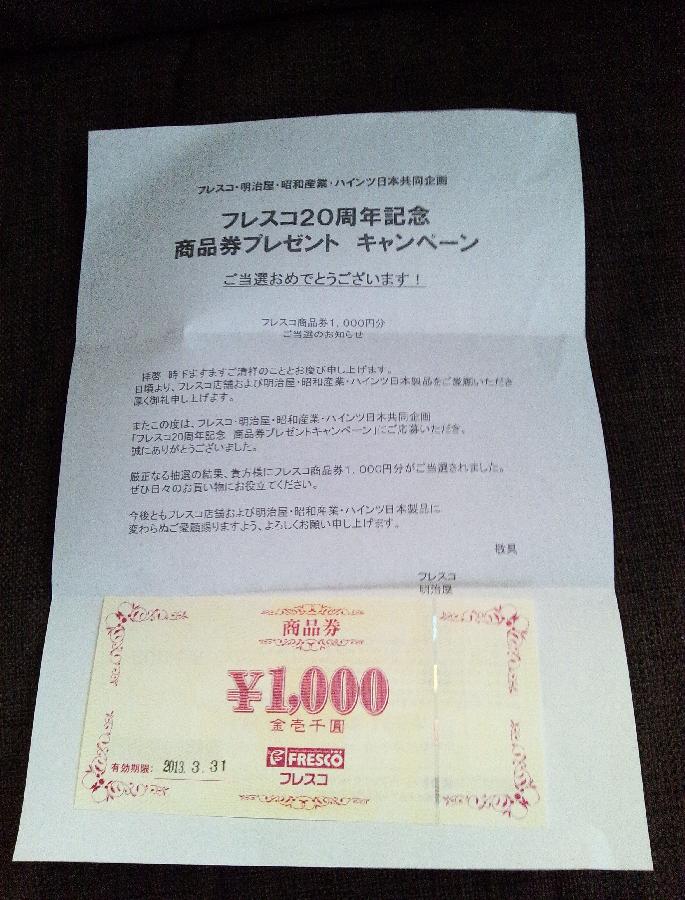 フレスコ・明治屋・昭和産業・ハインツ日本共同企画
フレスコ20周年記念
商品券プレゼント キャンペーン
ご当選おめでとうございます！
フレスコ商品券1，000円分
ご当選のお知らせ
拝啓 時下ますますご清祥のこととお慶び申し上げます。
日頃より、フレスコ店舗および明治屋・昭和産業・ハインツ日本製品をご愛顧いただき
厚く御礼申し上げます。
またこの度は、フレスコ・明治屋・昭和産業・ハインツ日本共同企画
「フレスコ20周年記念 商品券プレゼントキャンペーン」にご応募いただき、
誠にありがとうございました。
厳正なる抽選の結果、貴方様にフレスコ商品券1，000円分がご当選されました。
ぜひ日々のお買い物にお役立てください。
今後ともフレスコ店舗および明治屋・昭和産業・ハインツ日本製品に
変わらぬご愛顧賜りますよう、よろしくお願い申し上げます。
敬具
フレスコ
明治屋
商品券
¥1,000
金壱千圓
有効期限: 2013. 3. 31
FRESCO
フレスコ